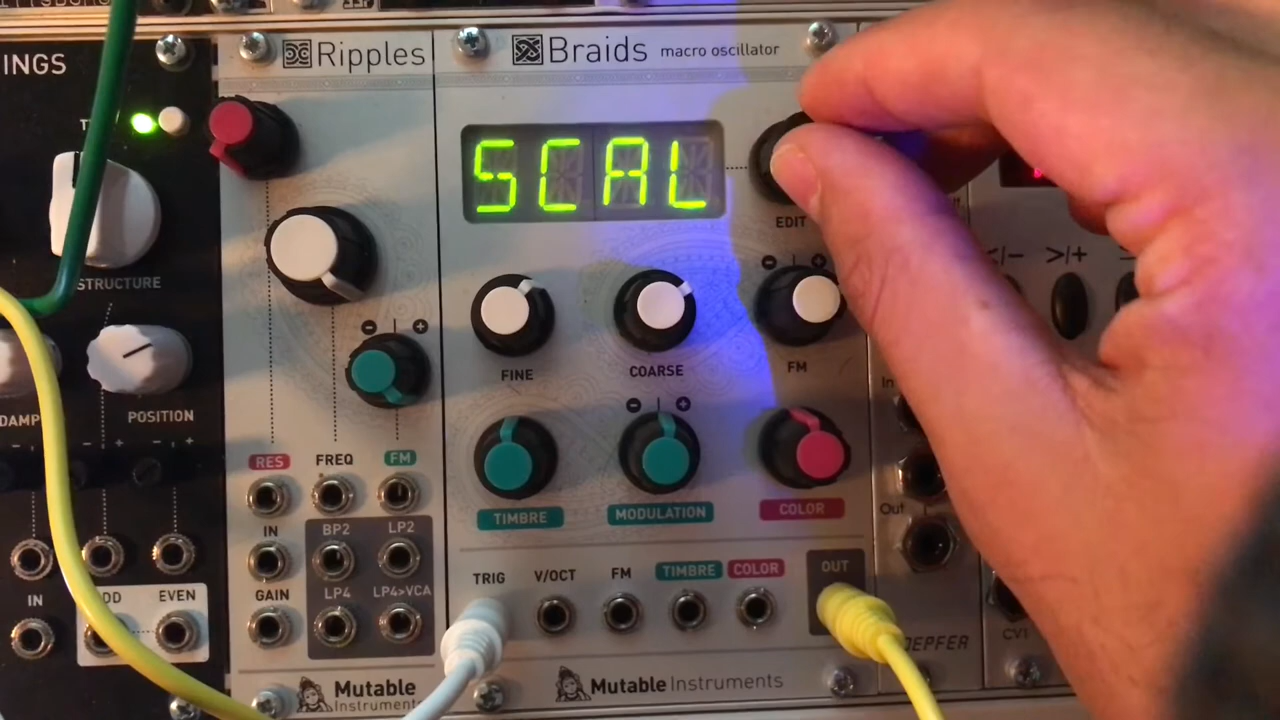 INGS
Ripples
Braids macro oscillator
SCAL
EDIT
STRUCTURE
</- >/+
FINE
COARSE
FM
POSITION
DAMP
In
RES
FREQ
FM
TIMBRE
MODULATION
COLOR
Out
IN
BP2
LP2
TRIG
V/OCT
FM
TIMBRE
COLOR
OUT
GAIN
LP4
LP4>VCA
IN
EVEN
CV1
DOEPFER
Mutable Instruments
Mutable Instruments